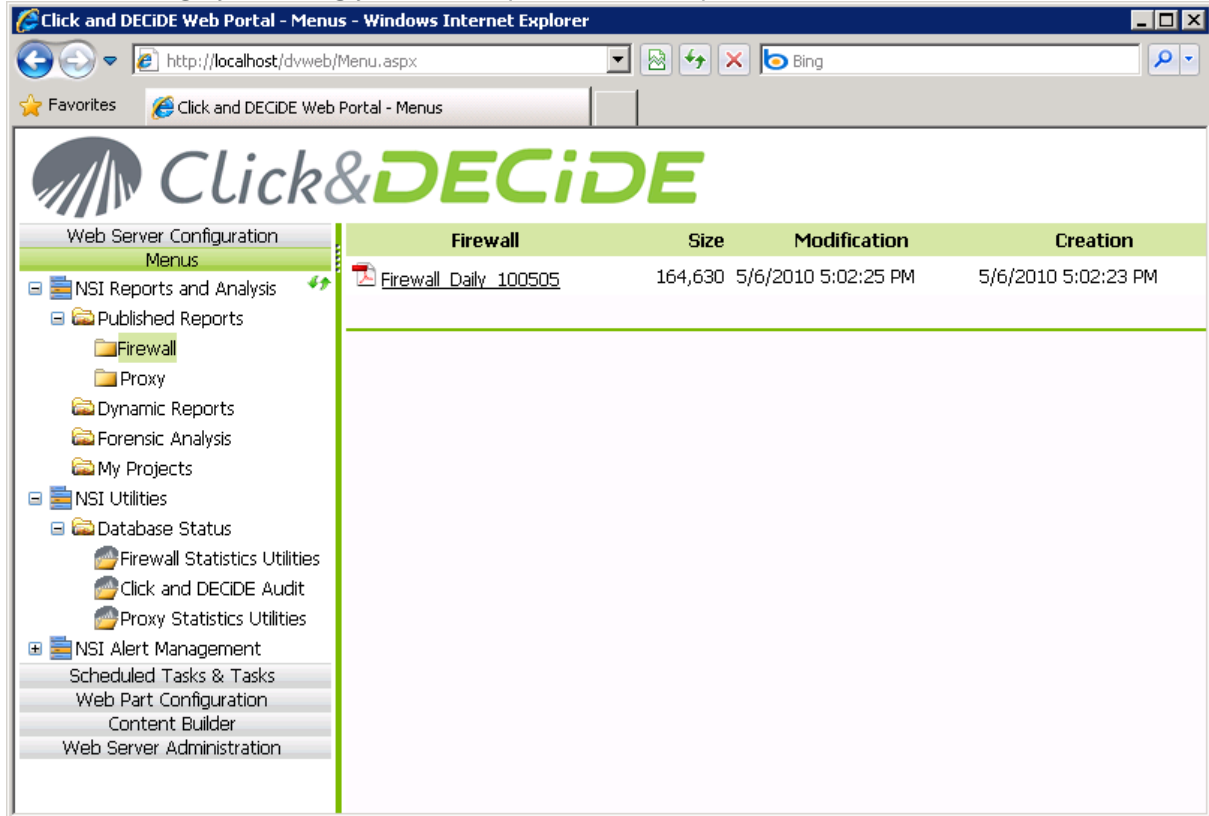 Click and DECiDE Web Portal - Menus - Windows Internet Explorer
http://localhost/dvweb/Menu.aspx
Bing
Favorites
Click and DECiDE Web Portal - Menus
Click&DECiDE
Web Server Configuration
Menus
NSI Reports and Analysis
Published Reports
Firewall
Proxy
Dynamic Reports
Forensic Analysis
My Projects
NSI Utilities
Database Status
Firewall Statistics Utilities
Click and DECiDE Audit
Proxy Statistics Utilities
NSI Alert Management
Scheduled Tasks & Tasks
Web Part Configuration
Content Builder
Web Server Administration
Firewall Size Modification Creation
Firewall_Daily_100505 164,630 5/6/2010 5:02:25 PM 5/6/2010 5:02:23 PM